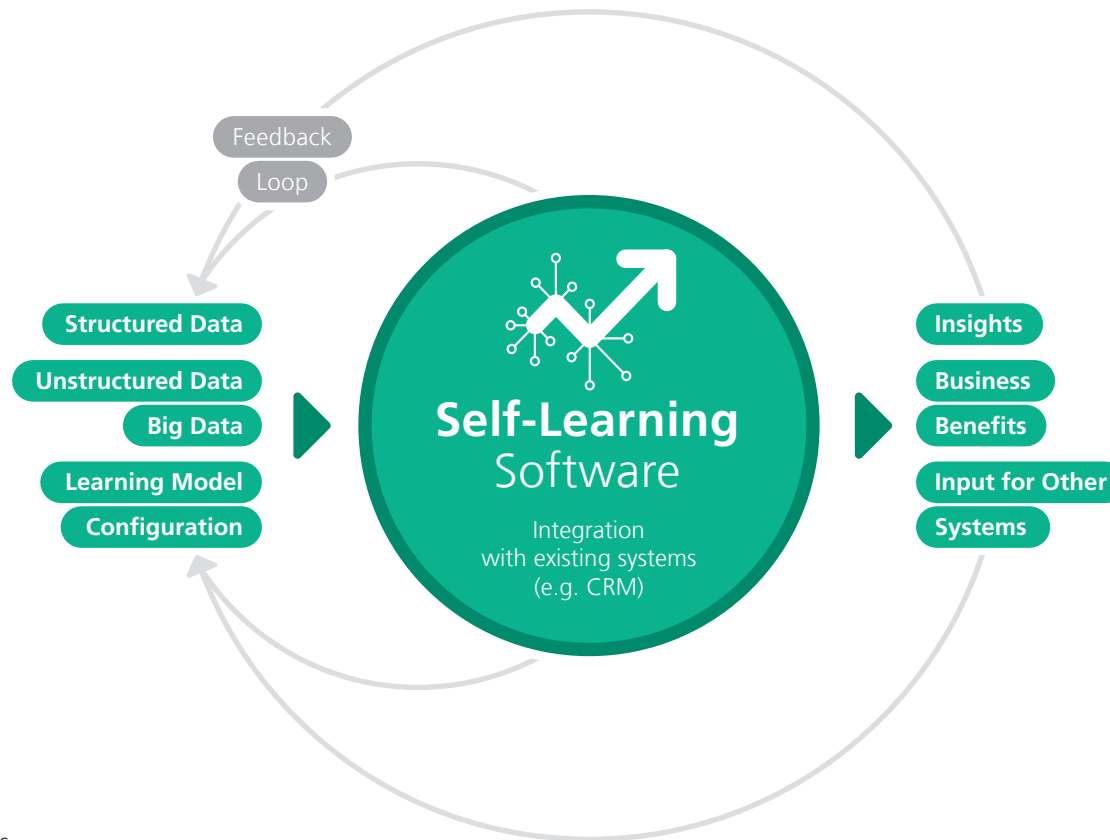 Feedback
Loop
Structured Data
Unstructured Data
Big Data
Learning Model
Configuration
Self-Learning
Software
Integration
with existing systems
(e.g. CRM)
Insights
Business
Benefits
Input for Other
Systems